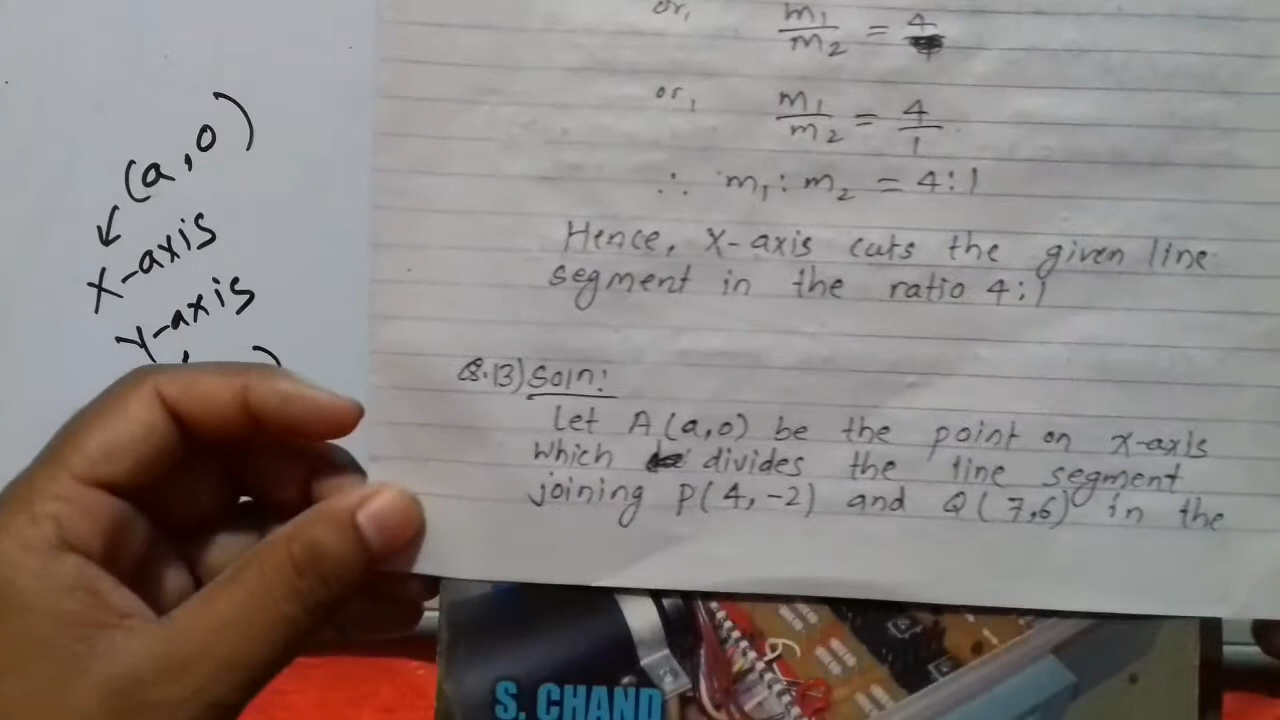 (a,0)
X-axis
Y-axis
or, m₁/m₂ = 4
or, m₁/m₂ = 4/1
∴ m₁:m₂ = 4:1
Hence, X-axis cuts the given line
segment in the ratio 4:1
Q.13) Soln:
Let A(a,0) be the point on x-axis
which divides the line segment
joining P(4,-2) and Q(7,6) in the
S. CHAND